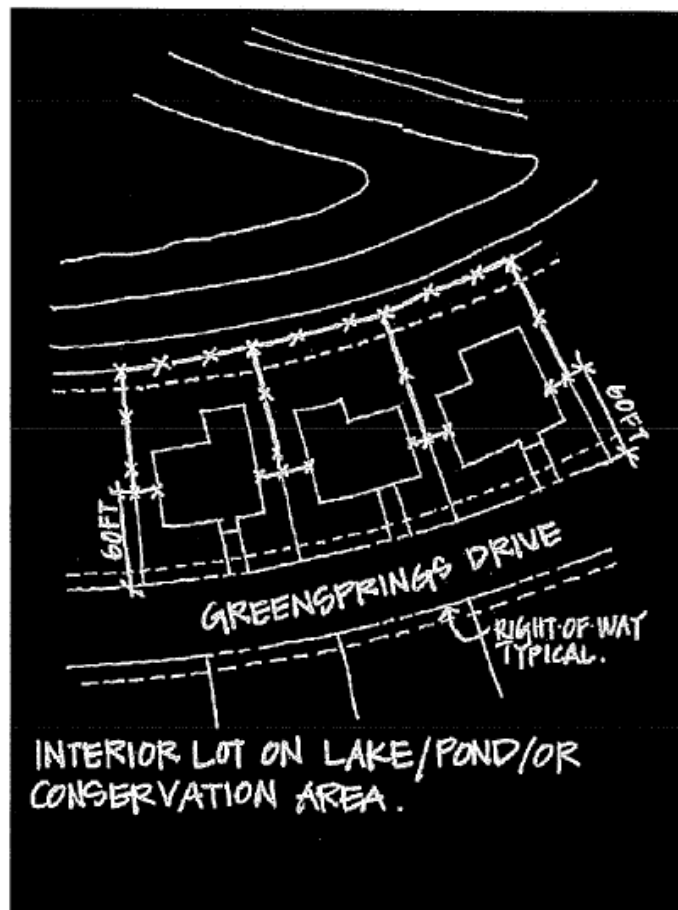 60FT
60FT
GREENSPRINGS DRIVE
RIGHT-OF-WAY
TYPICAL.
INTERIOR LOT ON LAKE/POND/OR
CONSERVATION AREA.